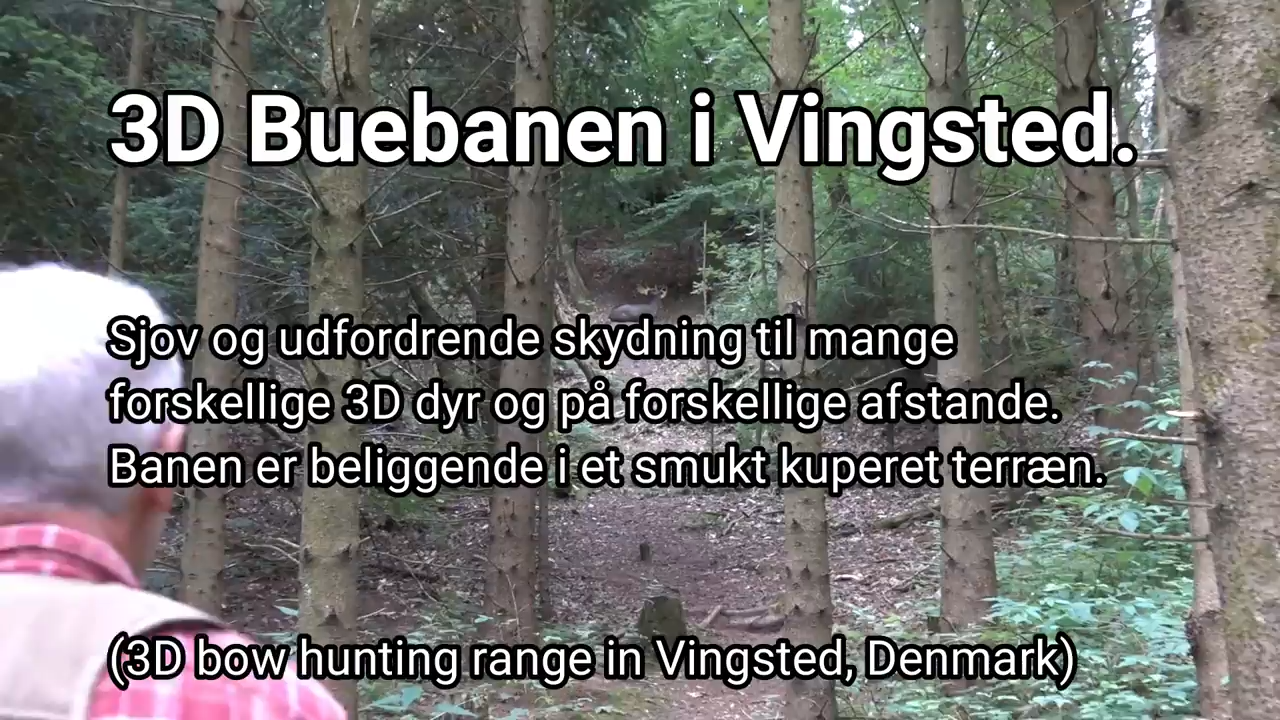 3D Buebanen i Vingsted.
Sjov og udfordrende skydning til mange
forskellige 3D dyr og på forskellige afstande.
Banen er beliggende i et smukt kuperet terræn.
(3D bow hunting range in Vingsted, Denmark)